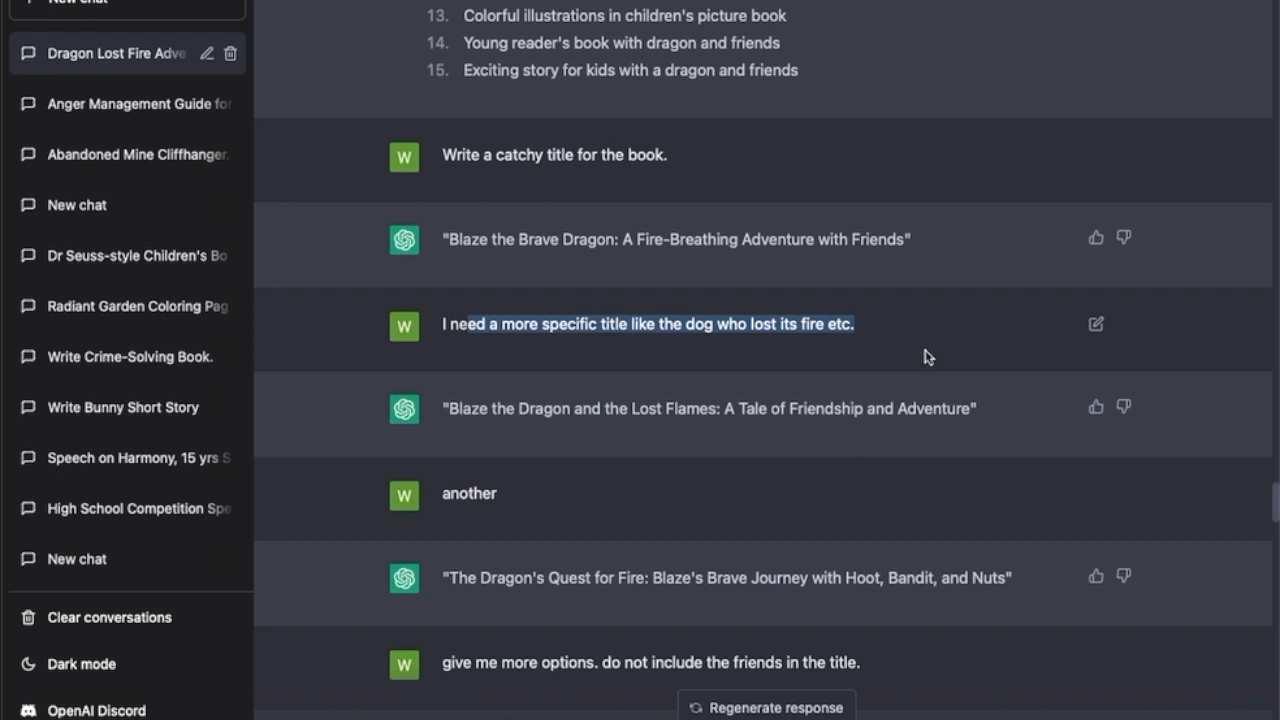 New chat
Dragon Lost Fire Adve
Anger Management Guide for
Abandoned Mine Cliffhanger.
New chat
Dr Seuss-style Children's Bo
Radiant Garden Coloring Pag
Write Crime-Solving Book.
Write Bunny Short Story
Speech on Harmony, 15 yrs S
High School Competition Spe
New chat
Clear conversations
Dark mode
OpenAI Discord
13. Colorful illustrations in children's picture book
14. Young reader's book with dragon and friends
15. Exciting story for kids with a dragon and friends
W Write a catchy title for the book.
"Blaze the Brave Dragon: A Fire-Breathing Adventure with Friends"
W I need a more specific title like the dog who lost its fire etc.
"Blaze the Dragon and the Lost Flames: A Tale of Friendship and Adventure"
W another
"The Dragon's Quest for Fire: Blaze's Brave Journey with Hoot, Bandit, and Nuts"
W give me more options. do not include the friends in the title.
Regenerate response